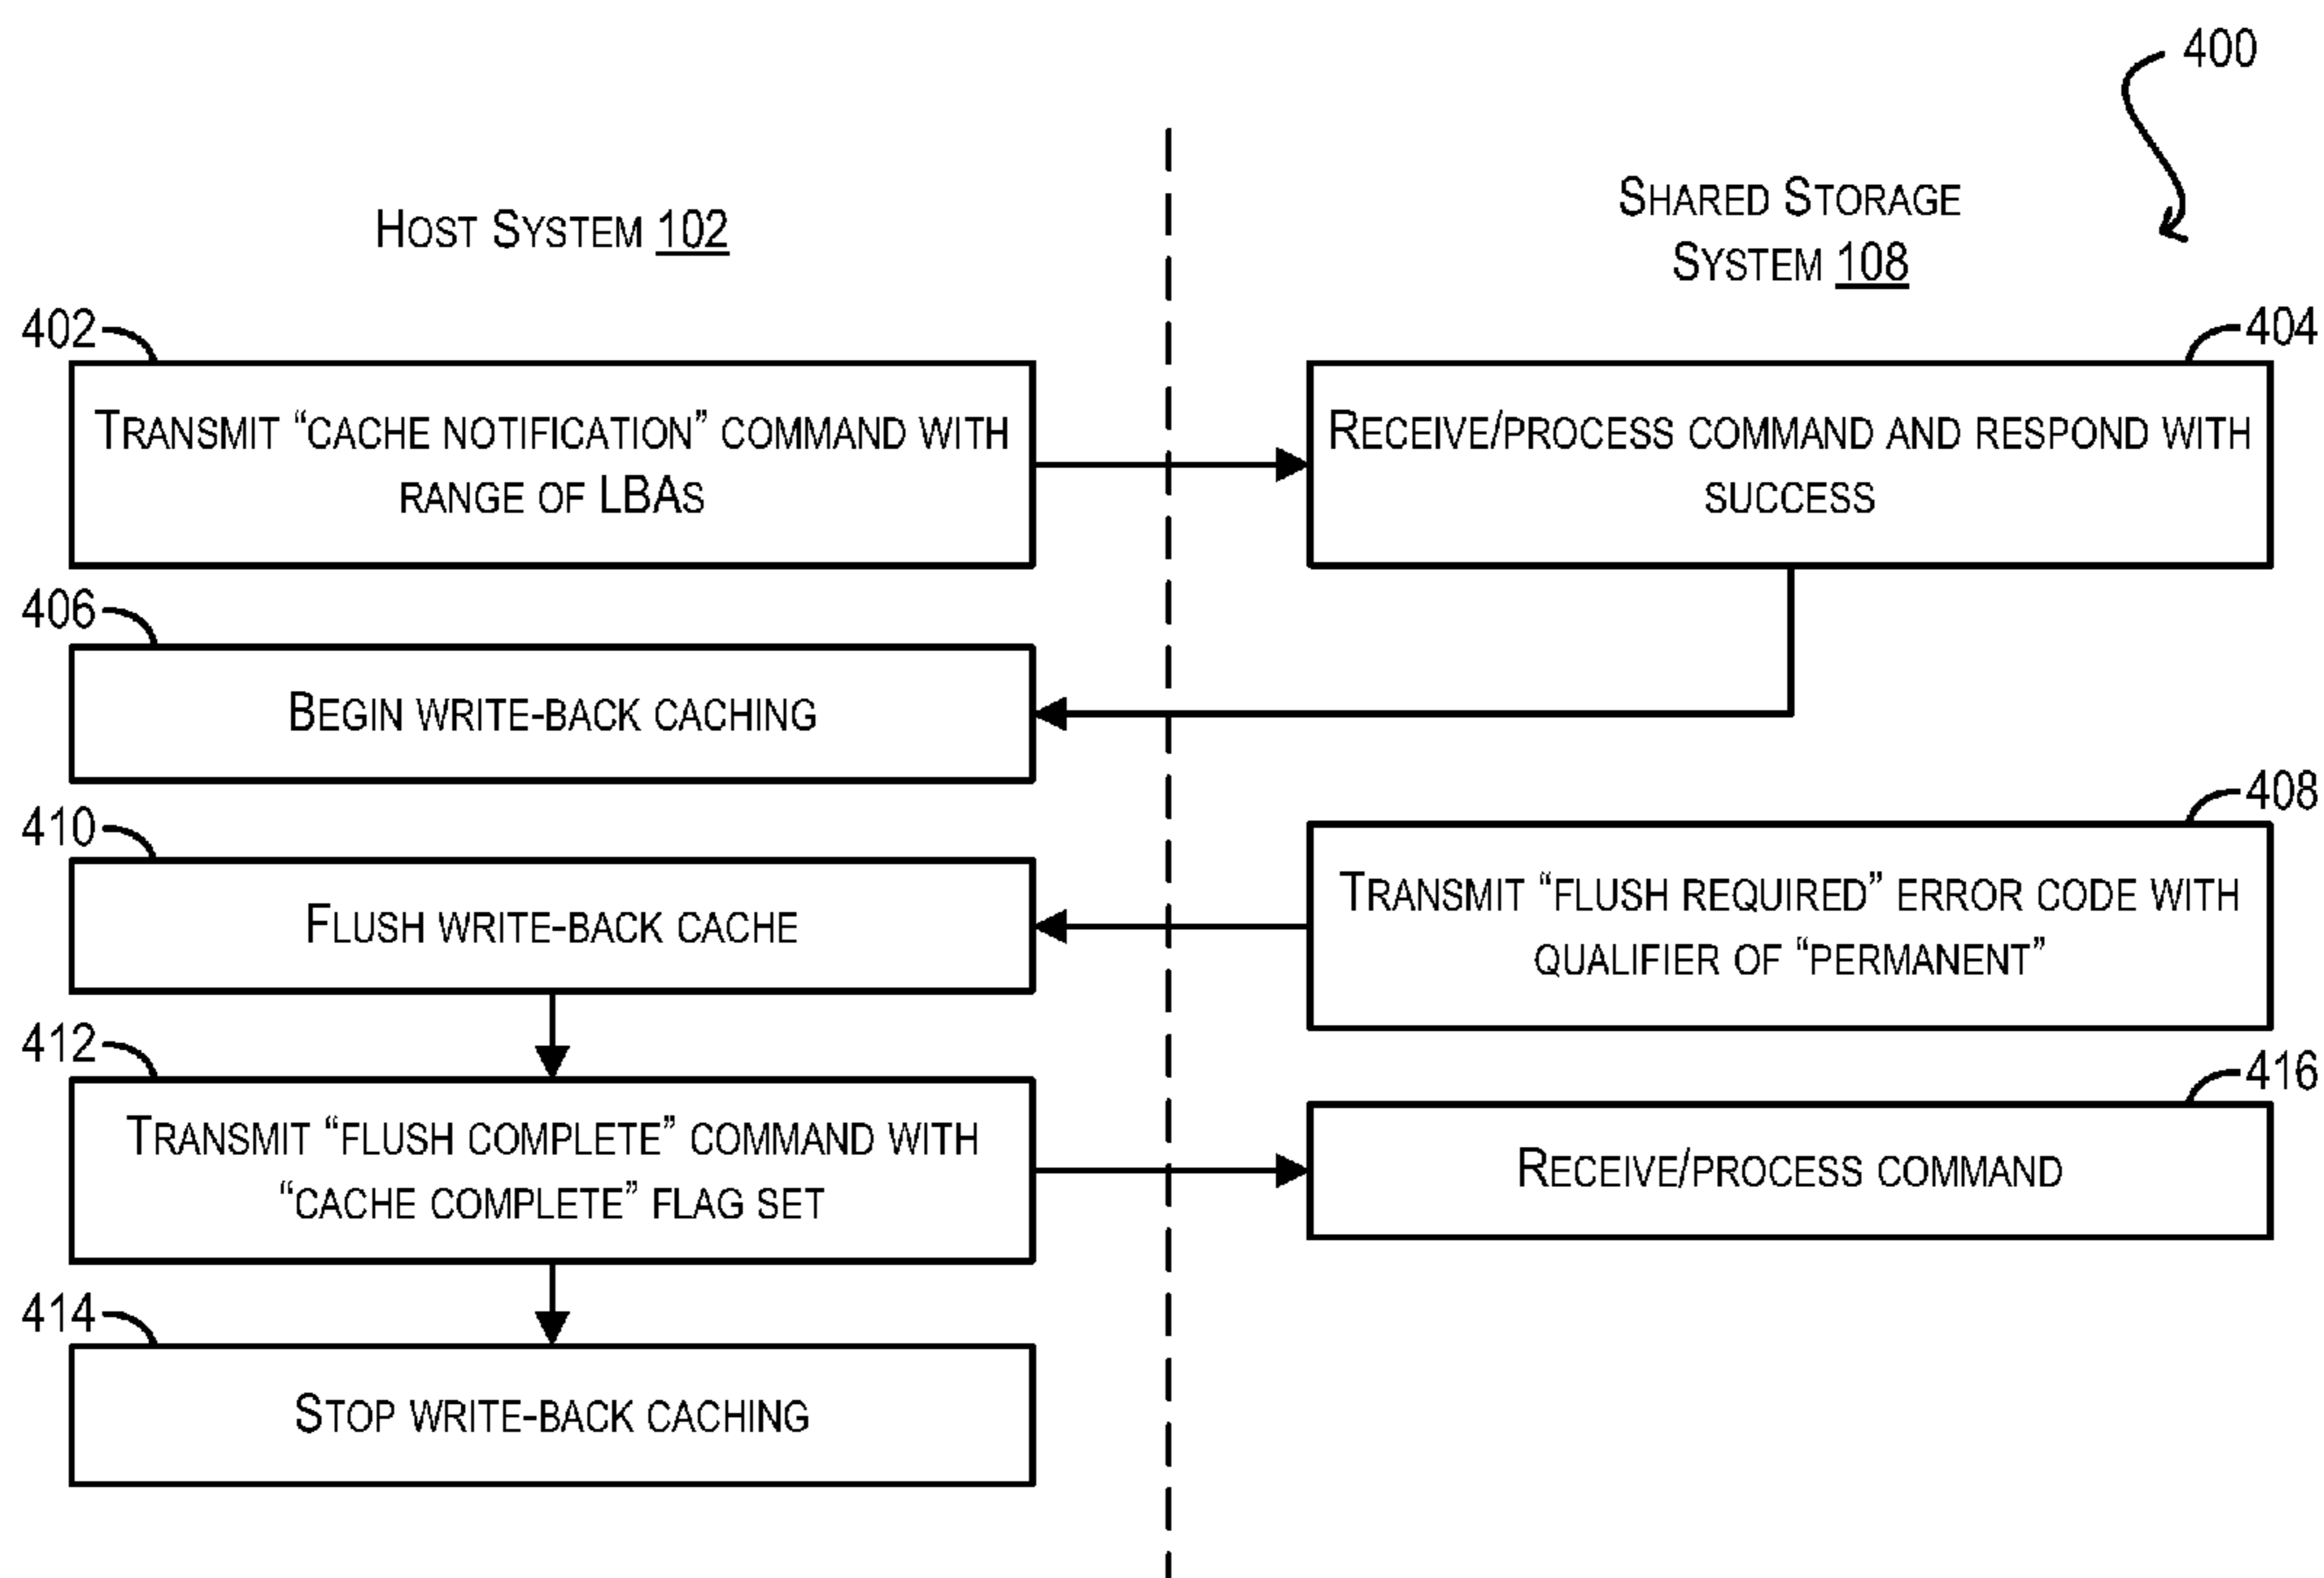 400
HOST SYSTEM 102
SHARED STORAGE
SYSTEM 108
402
TRANSMIT “CACHE NOTIFICATION” COMMAND WITH
RANGE OF LBAS
404
RECEIVE/PROCESS COMMAND AND RESPOND WITH
SUCCESS
406
BEGIN WRITE-BACK CACHING
408
TRANSMIT “FLUSH REQUIRED” ERROR CODE WITH
QUALIFIER OF “PERMANENT”
410
FLUSH WRITE-BACK CACHE
412
TRANSMIT “FLUSH COMPLETE” COMMAND WITH
“CACHE COMPLETE” FLAG SET
416
RECEIVE/PROCESS COMMAND
414
STOP WRITE-BACK CACHING